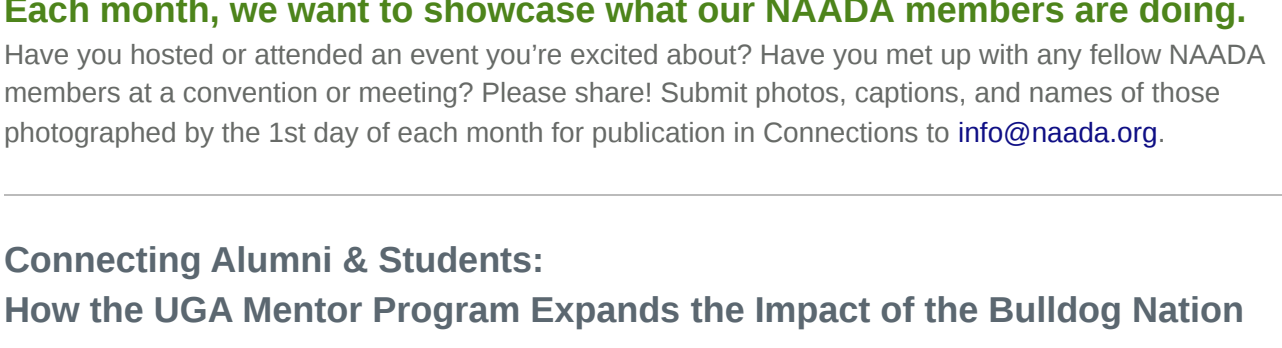 Each month, we want to showcase what our NAADA members are doing.
Have you hosted or attended an event you’re excited about? Have you met up with any fellow NAADA
members at a convention or meeting? Please share! Submit photos, captions, and names of those
photographed by the 1st day of each month for publication in Connections to info@naada.org.
Connecting Alumni & Students:
How the UGA Mentor Program Expands the Impact of the Bulldog Nation